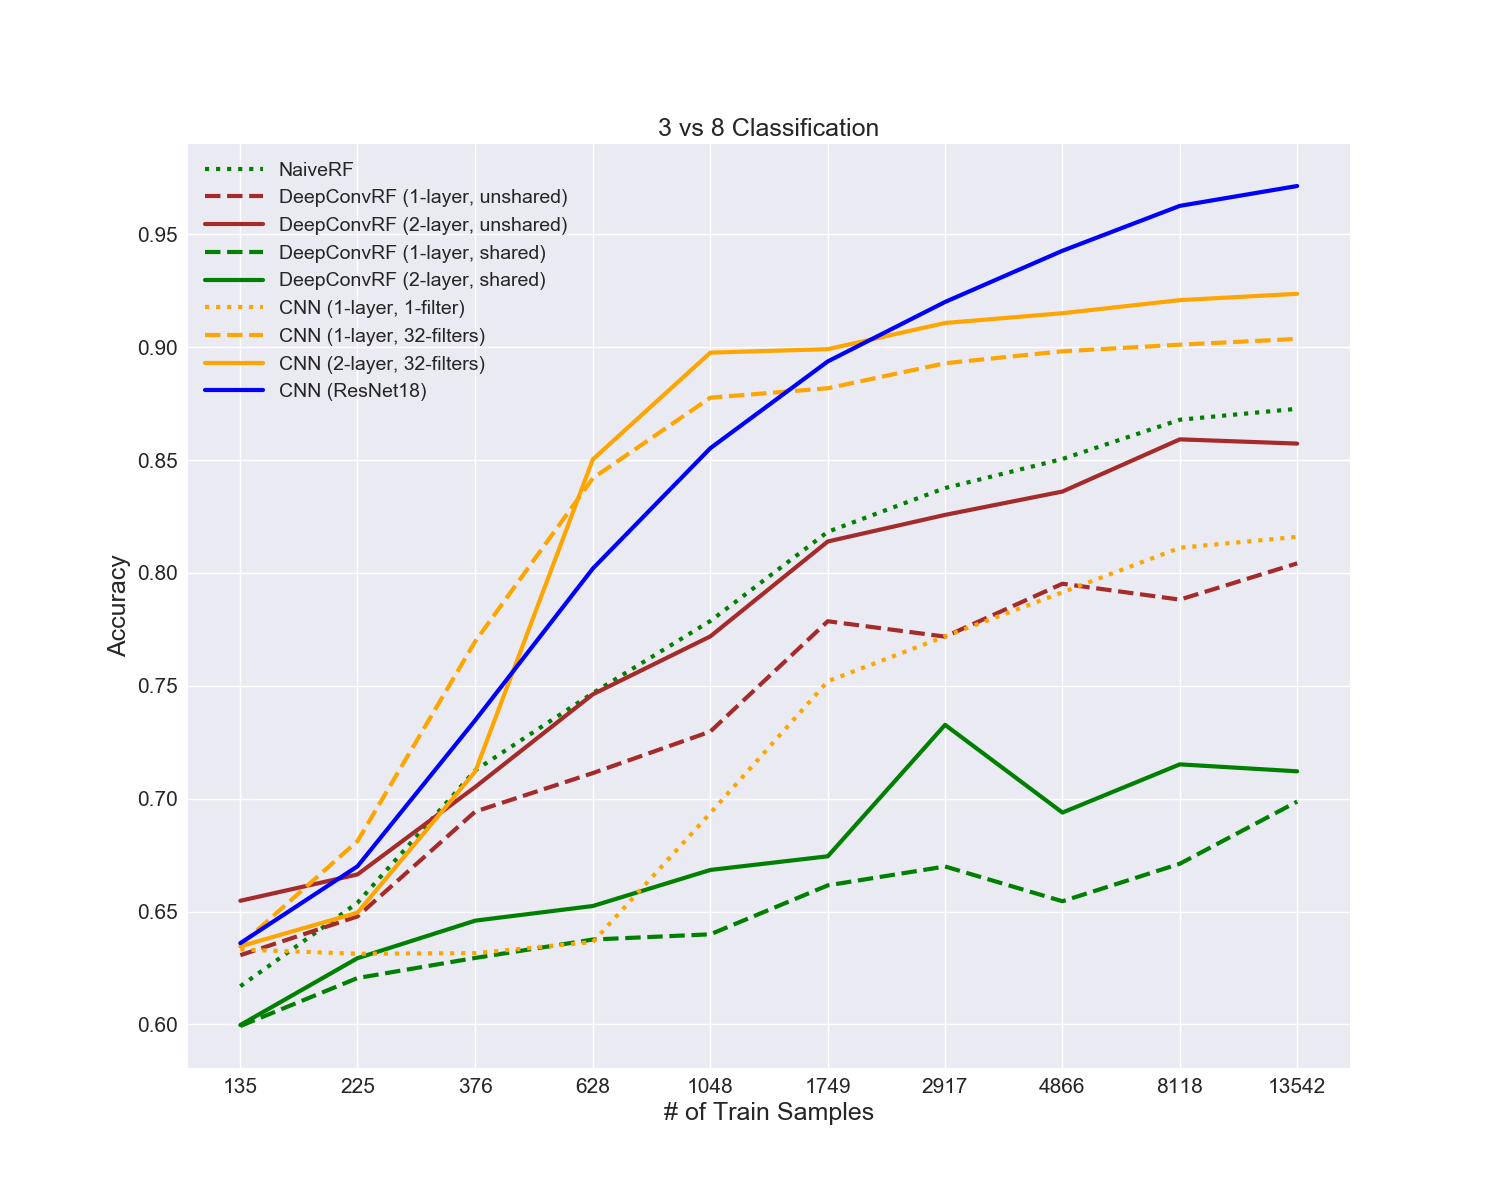 3 vs 8 Classification
NaiveRF
DeepConvRF (1-layer, unshared)
DeepConvRF (2-layer, unshared)
DeepConvRF (1-layer, shared)
DeepConvRF (2-layer, shared)
CNN (1-layer, 1-filter)
CNN (1-layer, 32-filters)
CNN (2-layer, 32-filters)
CNN (ResNet18)
Accuracy
0.95
0.90
0.85
0.80
0.75
0.70
0.65
0.60
135 225 376 628 1048 1749 2917 4866 8118 13542
# of Train Samples